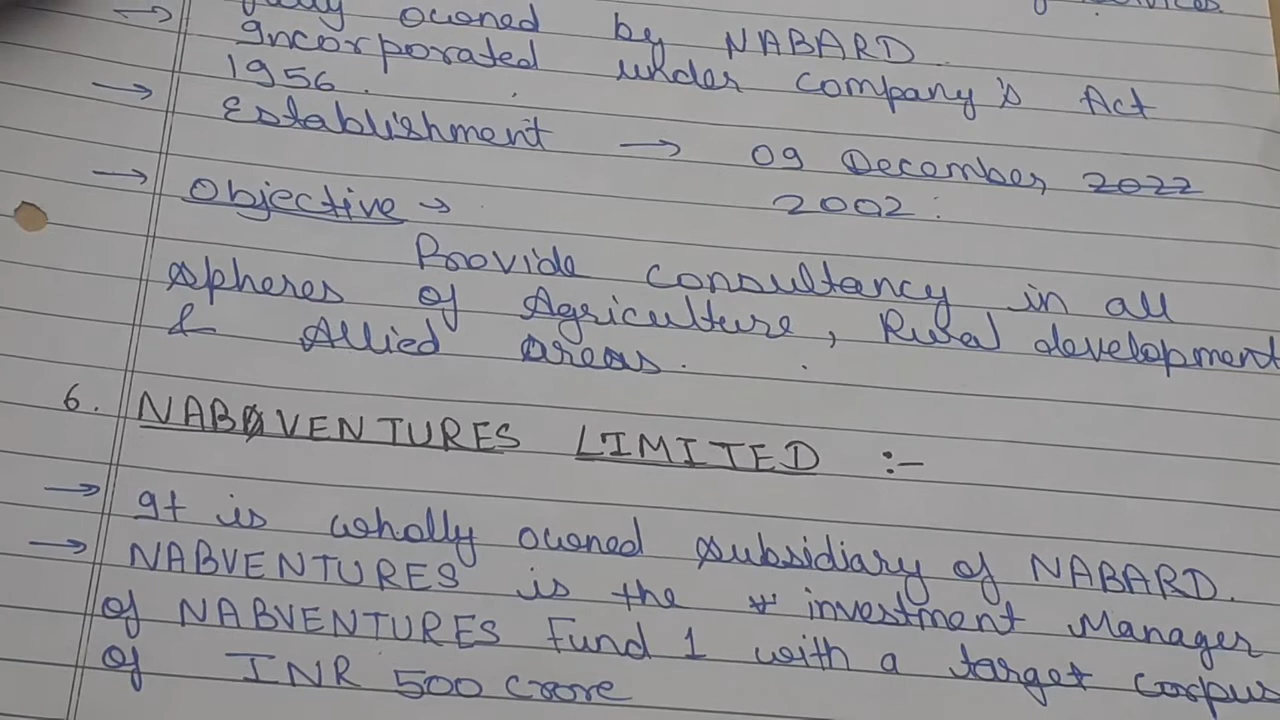 owned by NABARD
Incorporated under Company's Act
1956.
→ Establishment → 09 December, 2022
2002.
→ Objective →
Provide consultancy in all
spheres of Agriculture, Rural development
& Allied areas.
6. NABVENTURES LIMITED :-
→ It is wholly owned subsidiary of NABARD.
→ NABVENTURES is the investment Manager
of NABVENTURES Fund 1 with a target corpus
of INR 500 crore